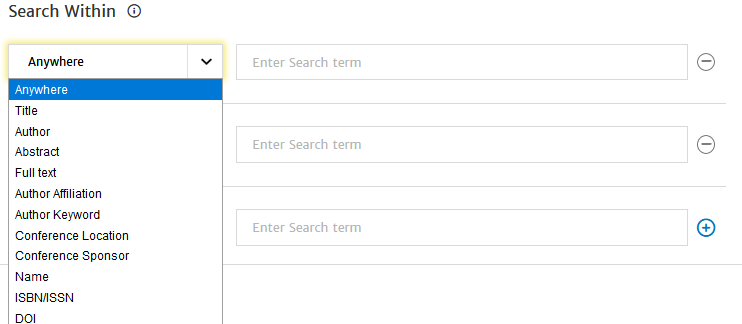 Search Within
Anywhere
Enter Search term
Anywhere
Title
Author
Abstract
Enter Search term
Full text
Author Affiliation
Author Keyword
Enter Search term
Conference Location
Conference Sponsor
Name
ISBN/ISSN
DOI